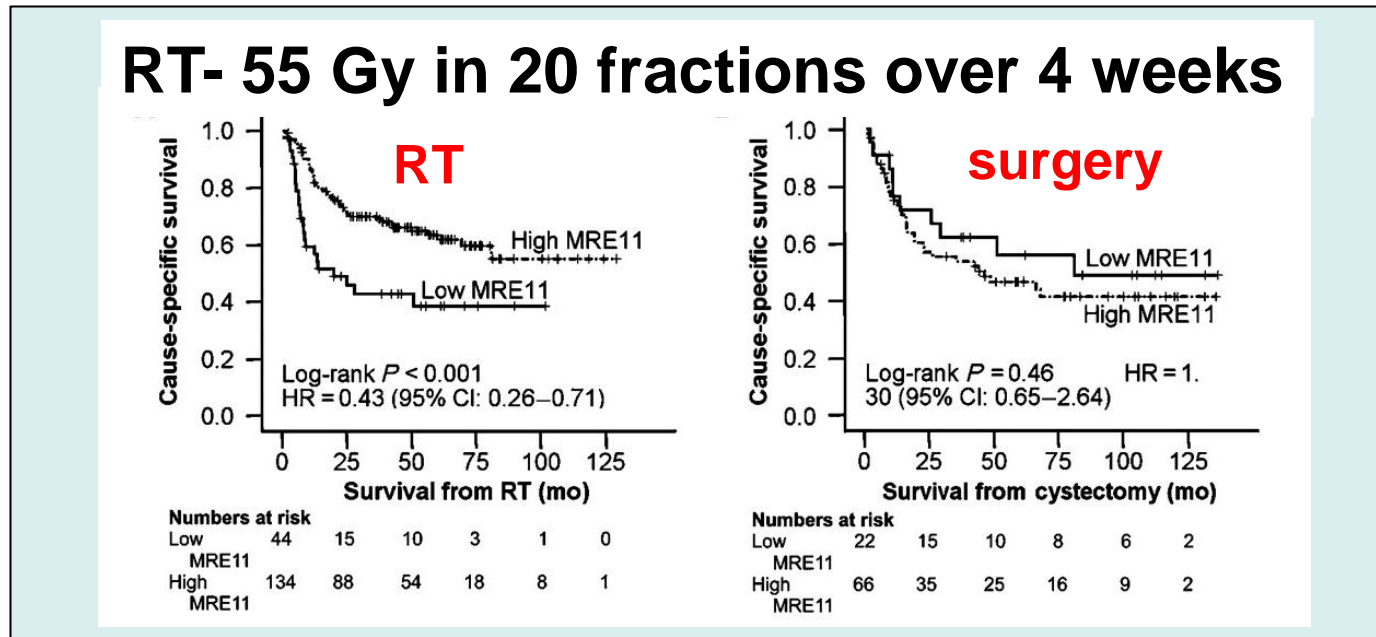 RT- 55 Gy in 20 fractions over 4 weeks
Cause-specific survival
1.0
0.8
0.6
0.4
0.2
0.0
RT
High MRE11
Low MRE11
Log-rank P < 0.001
HR = 0.43 (95% CI: 0.26–0.71)
0 25 50 75 100 125
Survival from RT (mo)
Numbers at risk
Low 44 15 10 3 1 0
MRE11
High 134 88 54 18 8 1
MRE11
Cause-specific survival
1.0
0.8
0.6
0.4
0.2
0.0
surgery
Low MRE11
High MRE11
Log-rank P = 0.46 HR = 1.
30 (95% CI: 0.65–2.64)
0 25 50 75 100 125
Survival from cystectomy (mo)
Numbers at risk
Low 22 15 10 8 6 2
MRE11
High 66 35 25 16 9 2
MRE11